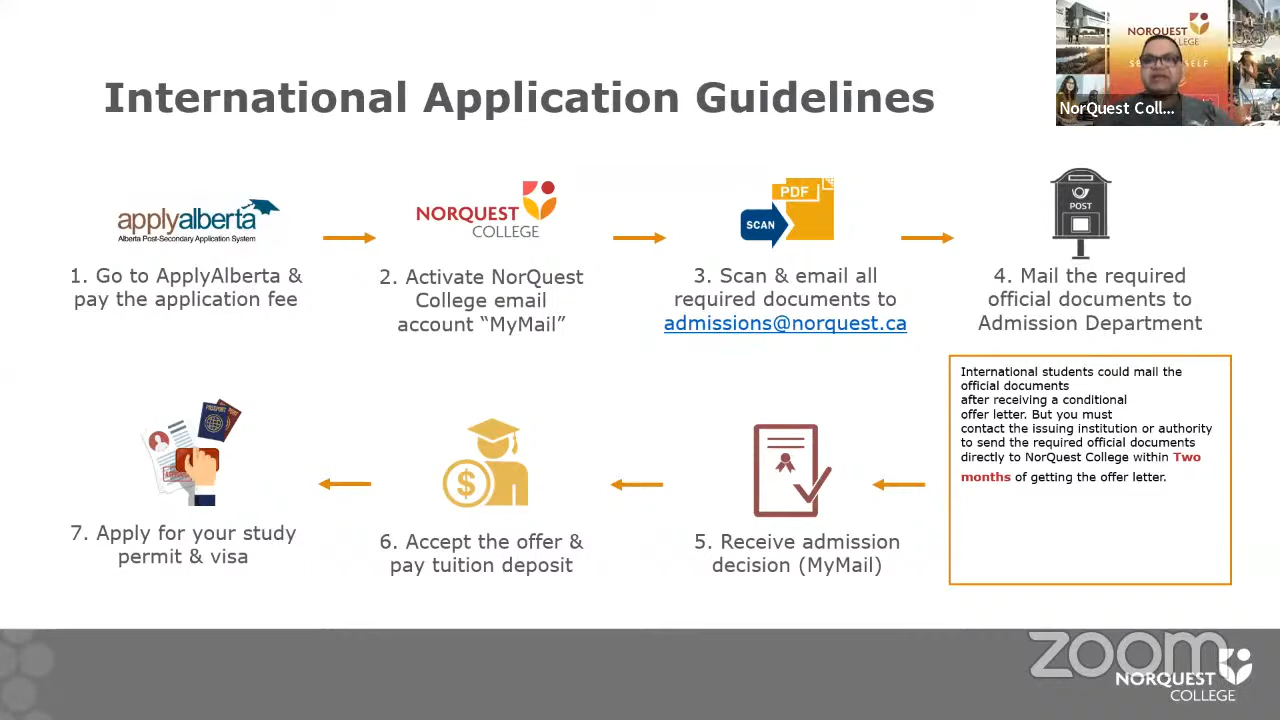 International Application Guidelines
NORQUEST
COLLEGE
NorQuest Coll...
applyalberta
Alberta Post-Secondary Application System
1. Go to ApplyAlberta &
pay the application fee
NORQUEST
COLLEGE
2. Activate NorQuest
College email
account “MyMail”
PDF
SCAN
3. Scan & email all
required documents to
admissions@norquest.ca
POST
4. Mail the required
official documents to
Admission Department
International students could mail the
official documents
after receiving a conditional
offer letter. But you must
contact the issuing institution or authority
to send the required official documents
directly to NorQuest College within Two
months of getting the offer letter.
5. Receive admission
decision (MyMail)
$
6. Accept the offer &
pay tuition deposit
PASSPORT
7. Apply for your study
permit & visa
zoom
NORQUEST
COLLEGE